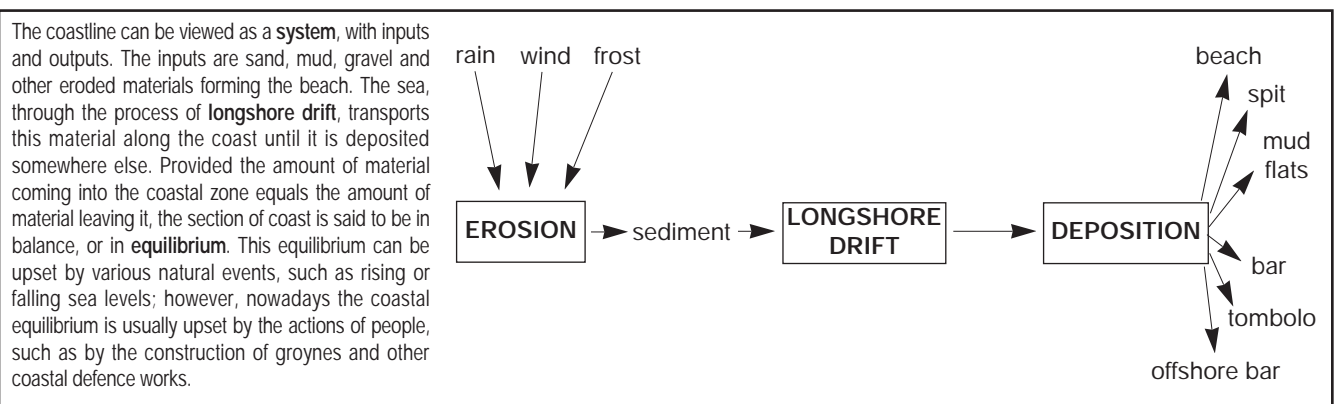 The coastline can be viewed as a system, with inputs
and outputs. The inputs are sand, mud, gravel and
other eroded materials forming the beach. The sea,
through the process of longshore drift, transports
this material along the coast until it is deposited
somewhere else. Provided the amount of material
coming into the coastal zone equals the amount of
material leaving it, the section of coast is said to be in
balance, or in equilibrium. This equilibrium can be
upset by various natural events, such as rising or
falling sea levels; however, nowadays the coastal
equilibrium is usually upset by the actions of people,
such as by the construction of groynes and other
coastal defence works.
rain wind frost
EROSION
sediment
LONGSHORE
DRIFT
DEPOSITION
beach
spit
mud
flats
bar
tombolo
offshore bar